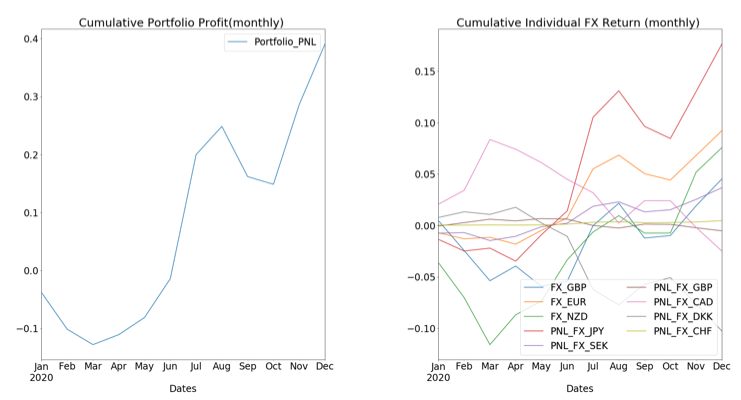 Cumulative Portfolio Profit(monthly)
Portfolio_PNL
0.4
0.3
0.2
0.1
0.0
−0.1
Jan Feb Mar Apr May Jun Jul Aug Sep Oct Nov Dec
2020
Dates
Cumulative Individual FX Return (monthly)
0.15
0.10
0.05
0.00
−0.05
−0.10
FX_GBP PNL_FX_GBP
FX_EUR PNL_FX_CAD
FX_NZD PNL_FX_DKK
PNL_FX_JPY PNL_FX_CHF
PNL_FX_SEK
Jan Feb Mar Apr May Jun Jul Aug Sep Oct Nov Dec
2020
Dates